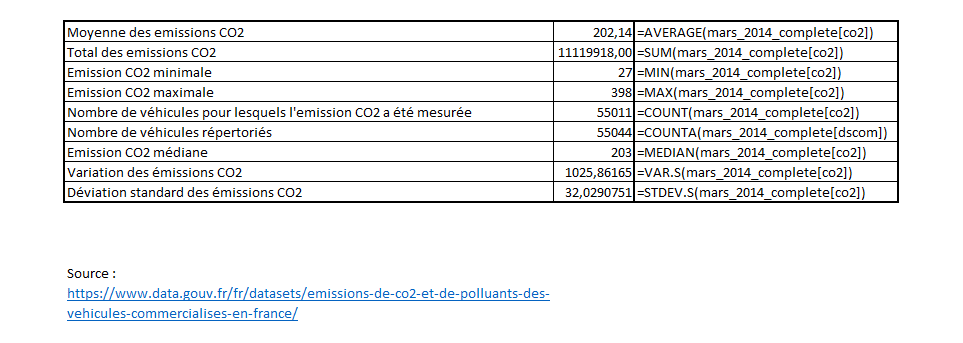 Moyenne des emissions CO2 202,14 =AVERAGE(mars_2014_complete[co2])
Total des emissions CO2 11119918,00 =SUM(mars_2014_complete[co2])
Emission CO2 minimale 27 =MIN(mars_2014_complete[co2])
Emission CO2 maximale 398 =MAX(mars_2014_complete[co2])
Nombre de véhicules pour lesquels l'emission CO2 a été mesurée 55011 =COUNT(mars_2014_complete[co2])
Nombre de véhicules répertoriés 55044 =COUNTA(mars_2014_complete[dscom])
Emission CO2 médiane 203 =MEDIAN(mars_2014_complete[co2])
Variation des émissions CO2 1025,86165 =VAR.S(mars_2014_complete[co2])
Déviation standard des émissions CO2 32,0290751 =STDEV.S(mars_2014_complete[co2])
Source :
https://www.data.gouv.fr/fr/datasets/emissions-de-co2-et-de-polluants-des-
vehicules-commercialises-en-france/